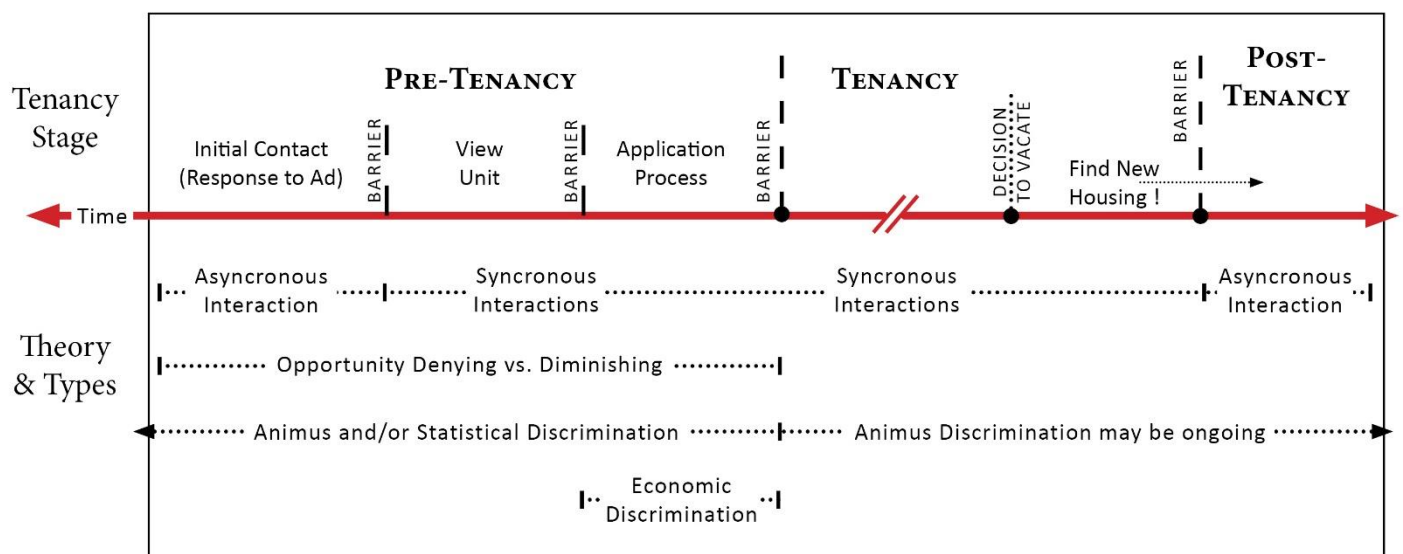 PRE-TENANCY
TENANCY
POST-
TENANCY
Tenancy
Stage
Initial Contact
(Response to Ad)
BARRIER
View
Unit
BARRIER
Application
Process
BARRIER
DECISION
TO VACATE
Find New
Housing !
BARRIER
Time
Asyncronous
Interaction
Syncronous
Interactions
Syncronous
Interactions
Asyncronous
Interaction
Theory
& Types
Opportunity Denying vs. Diminishing
Animus and/or Statistical Discrimination
Animus Discrimination may be ongoing
Economic
Discrimination